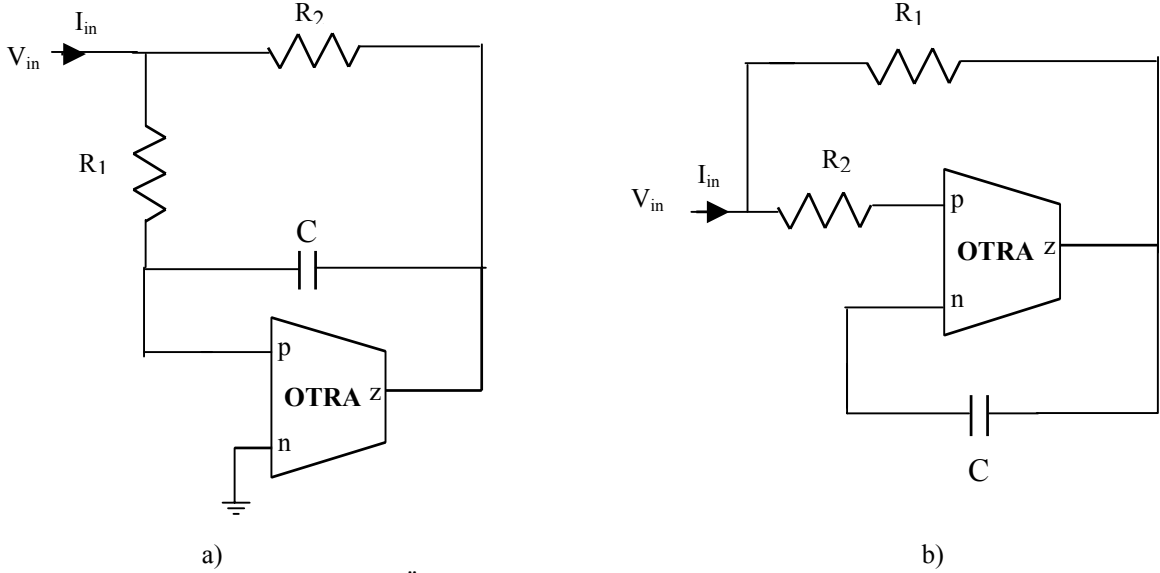 I_in
R_2
V_in
R_1
C
p
OTRA
z
n
a)
R_1
I_in
R_2
V_in
p
OTRA
z
n
C
b)